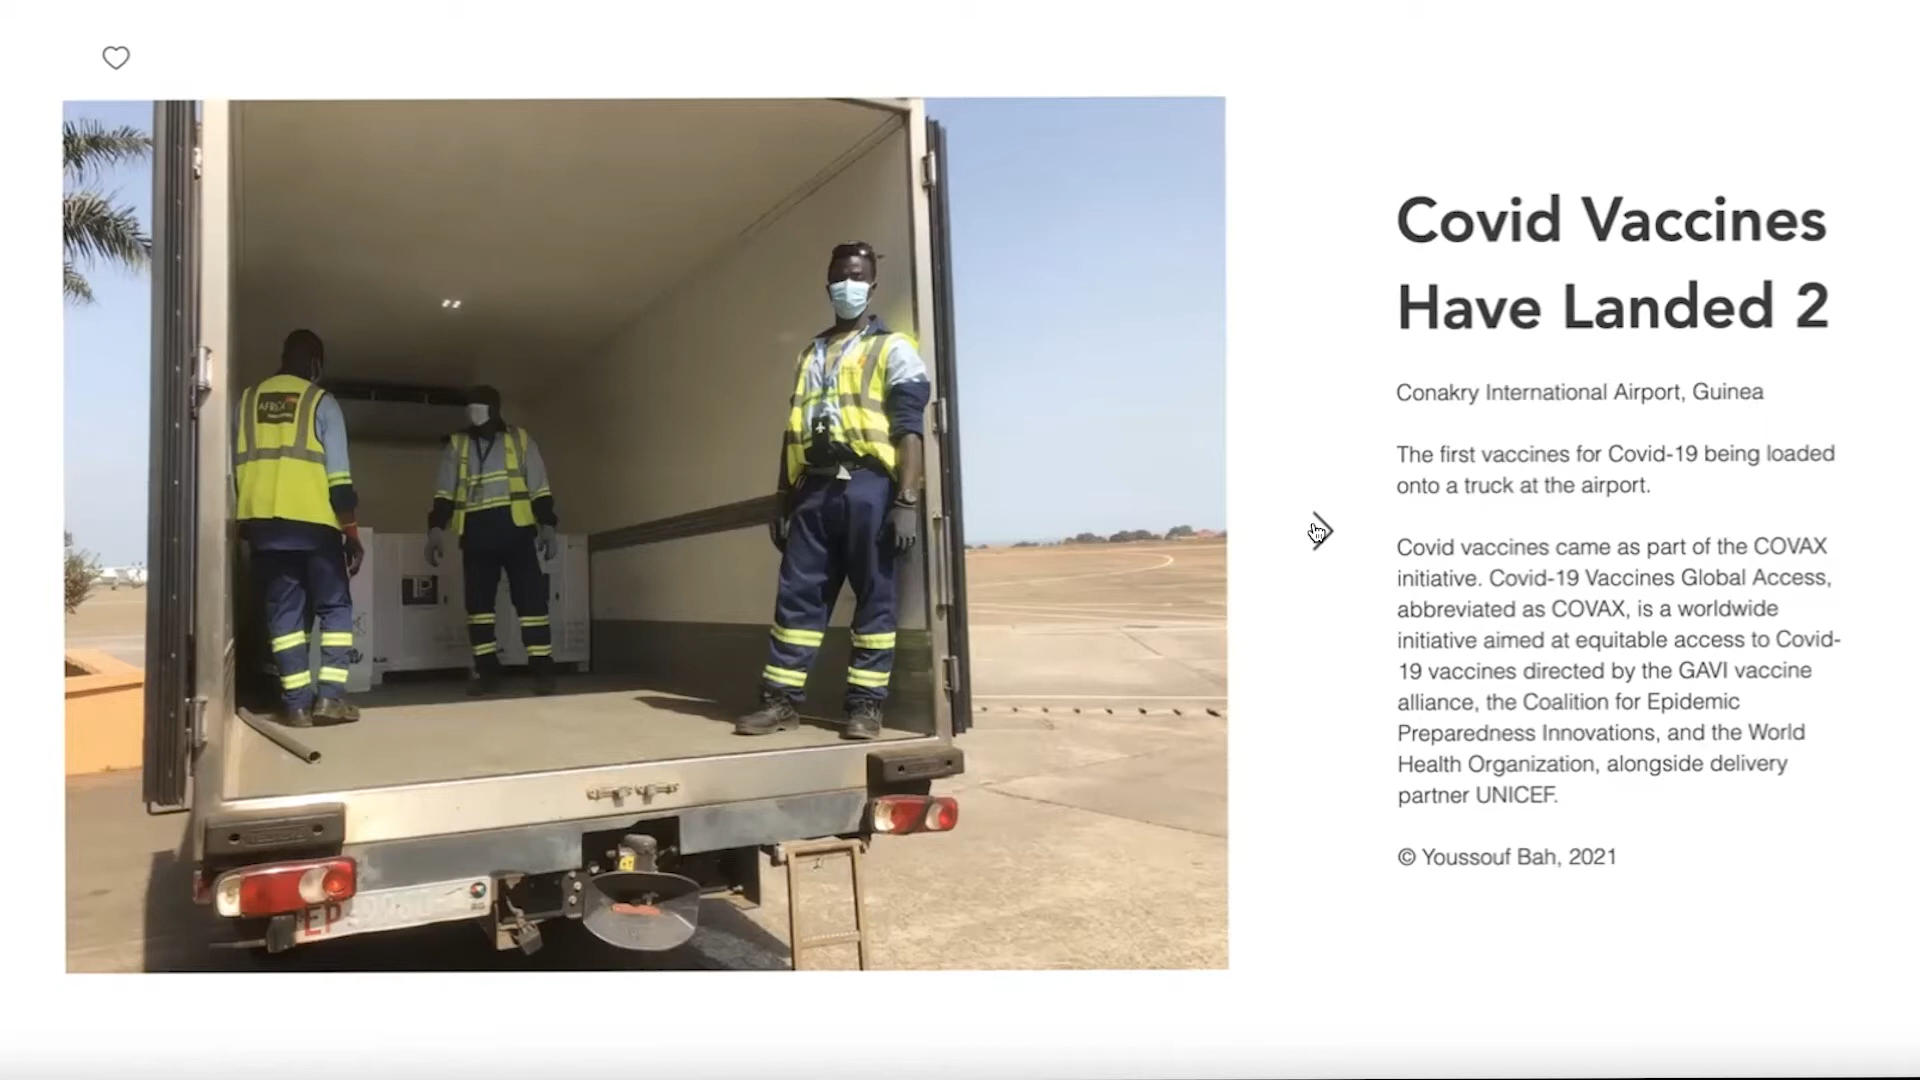 Covid Vaccines
Have Landed 2
Conakry International Airport, Guinea
The first vaccines for Covid-19 being loaded
onto a truck at the airport.
Covid vaccines came as part of the COVAX
initiative. Covid-19 Vaccines Global Access,
abbreviated as COVAX, is a worldwide
initiative aimed at equitable access to Covid-
19 vaccines directed by the GAVI vaccine
alliance, the Coalition for Epidemic
Preparedness Innovations, and the World
Health Organization, alongside delivery
partner UNICEF.
© Youssouf Bah, 2021